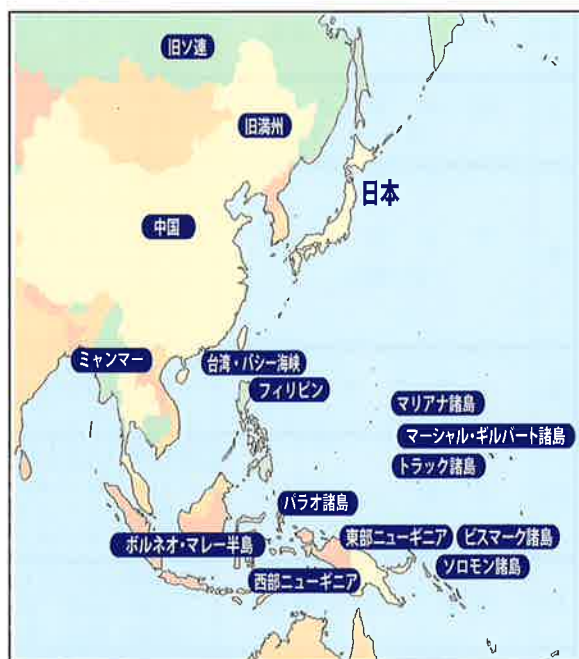 旧ソ連
旧満州
日本
中国
ミャンマー
台湾・バシー海峡
フィリピン
マリアナ諸島
マーシャル・ギルバート諸島
トラック諸島
パラオ諸島
ボルネオ・マレー半島
東部ニューギニア
ビスマーク諸島
ソロモン諸島
西部ニューギニア